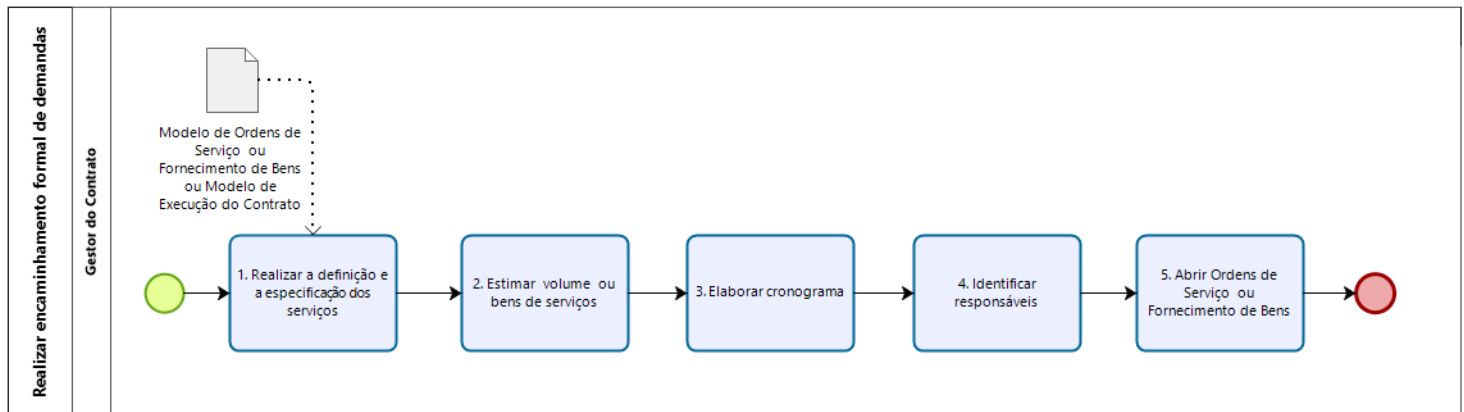 Realizar encaminhamento formal de demandas
Gestor do Contrato
Modelo de Ordens de
Serviço ou
Fornecimento de Bens
ou Modelo de
Execução do Contrato
1. Realizar a definição e
a especificação dos
serviços
2. Estimar volume ou
bens de serviços
3. Elaborar cronograma
4. Identificar
responsáveis
5. Abrir Ordens de
Serviço ou
Fornecimento de Bens